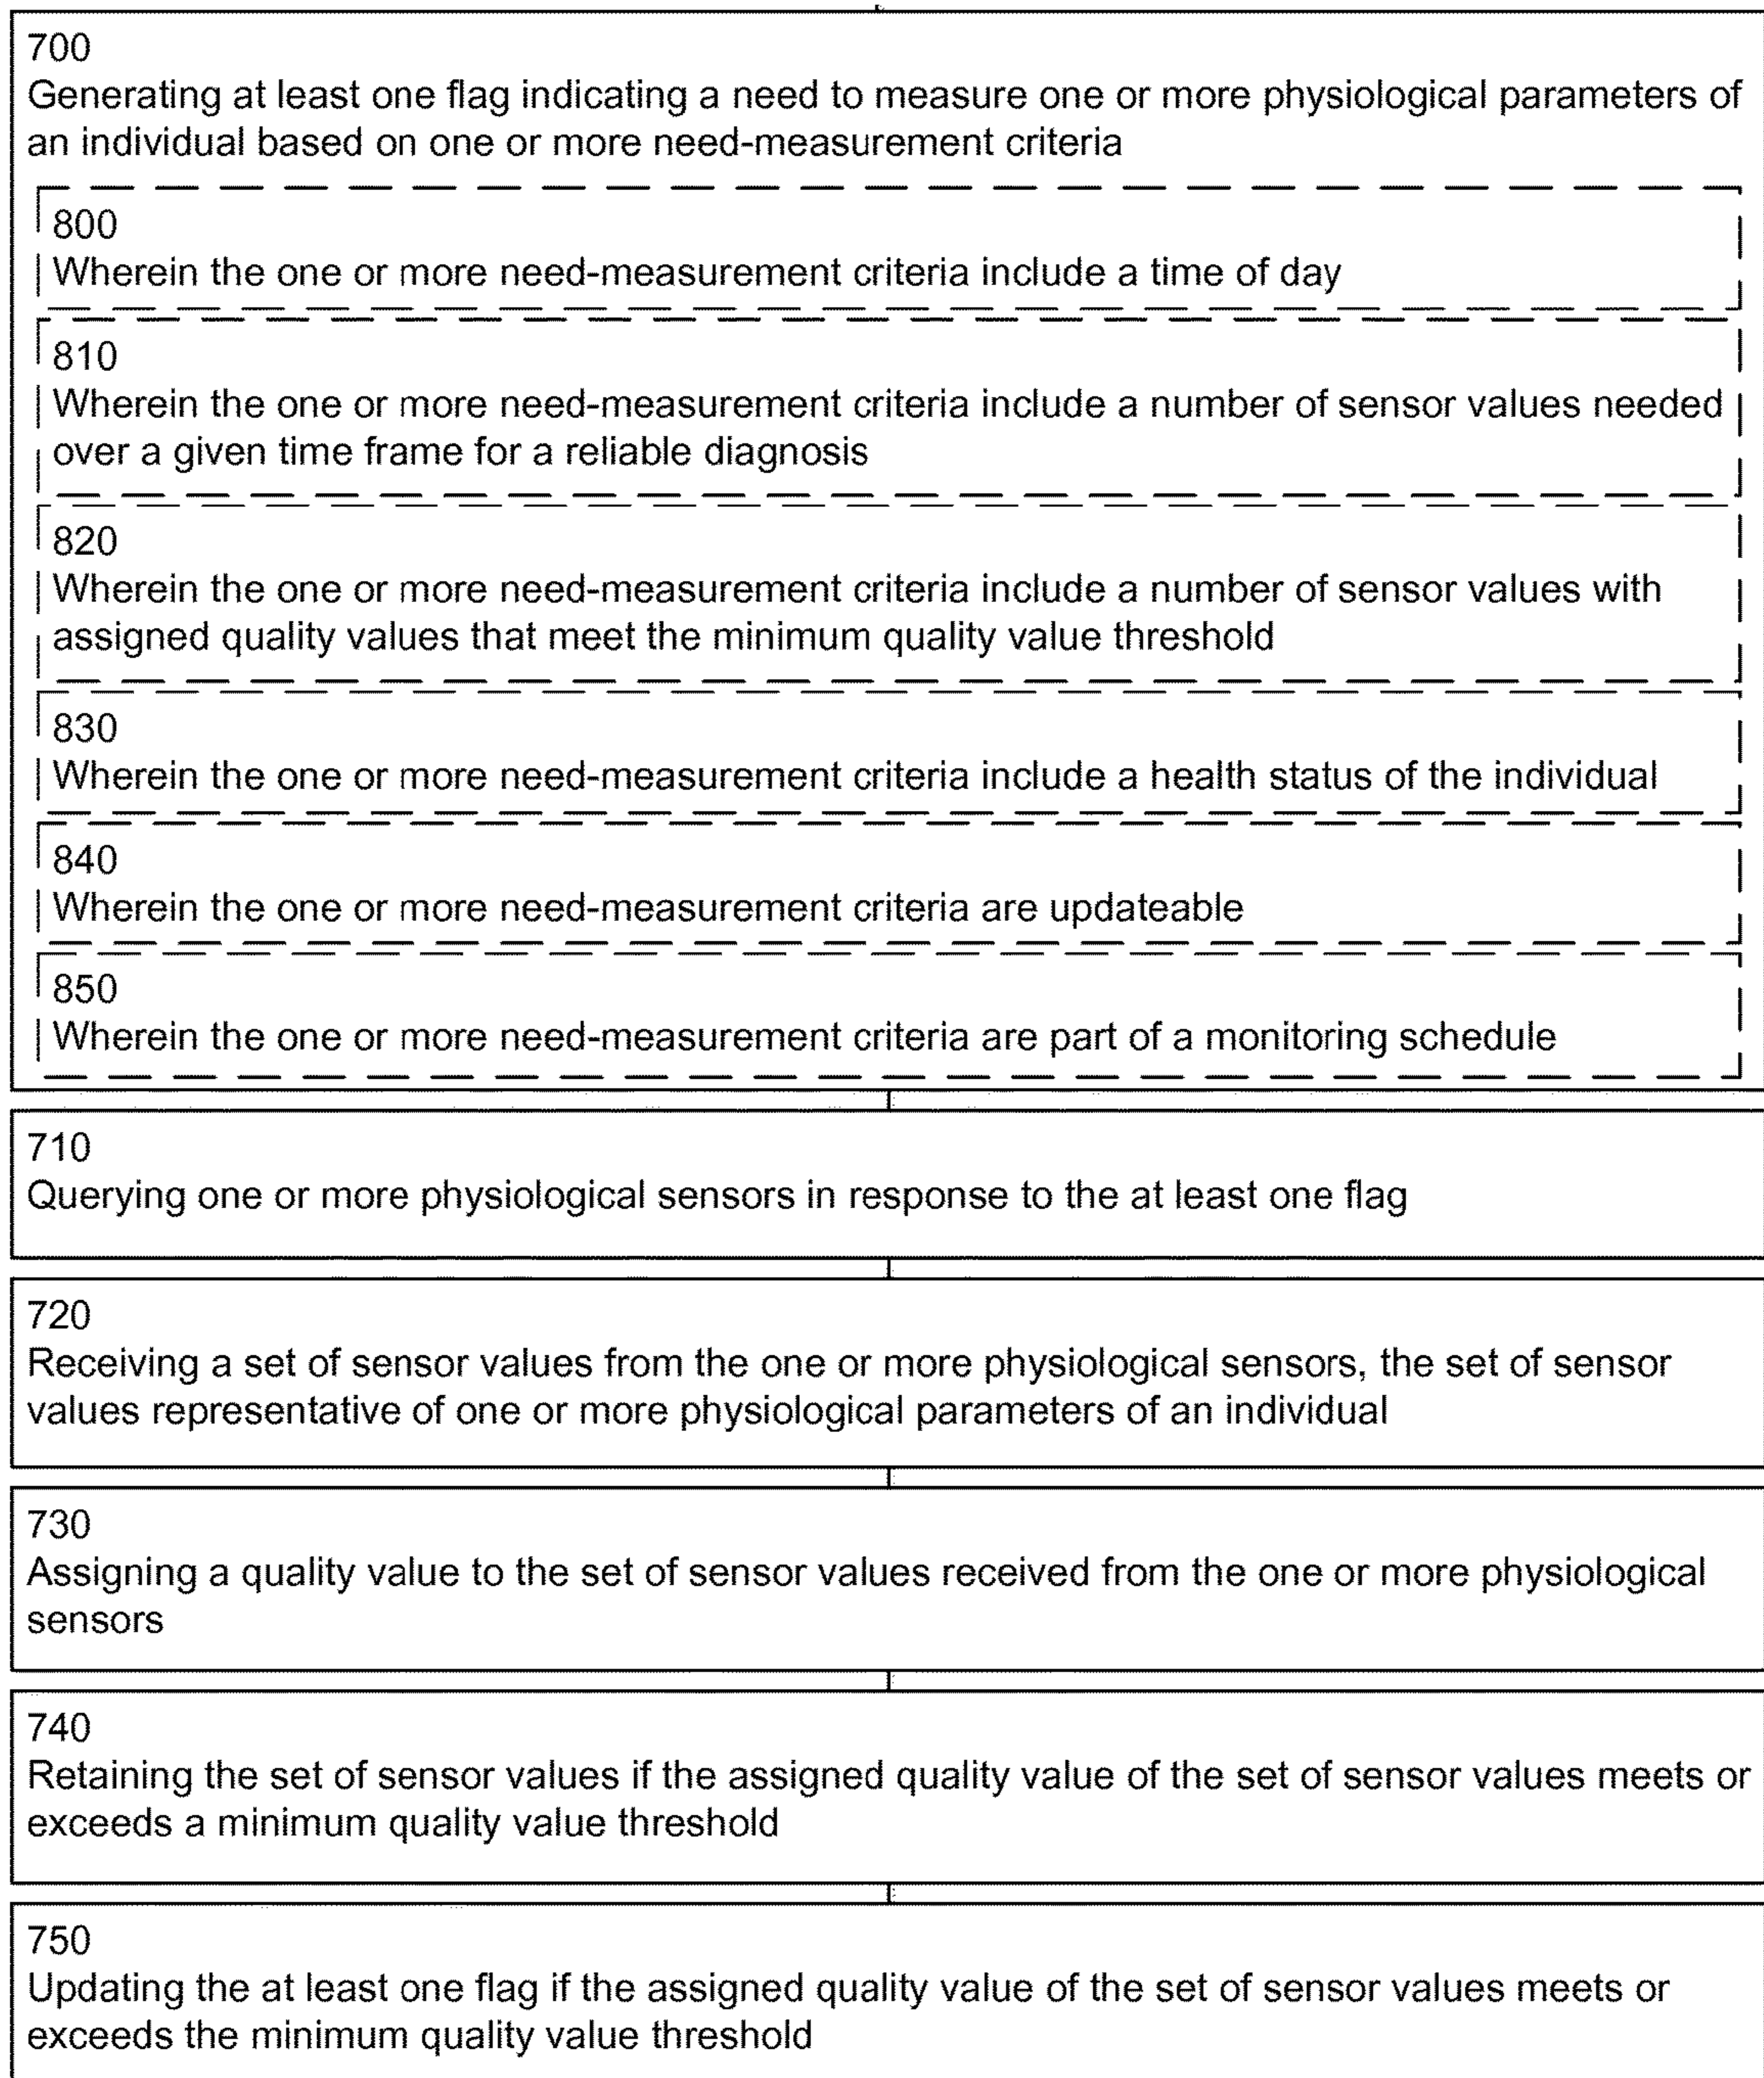 700
Generating at least one flag indicating a need to measure one or more physiological parameters of
an individual based on one or more need-measurement criteria
800
Wherein the one or more need-measurement criteria include a time of day
810
Wherein the one or more need-measurement criteria include a number of sensor values needed
over a given time frame for a reliable diagnosis
820
Wherein the one or more need-measurement criteria include a number of sensor values with
assigned quality values that meet the minimum quality value threshold
830
Wherein the one or more need-measurement criteria include a health status of the individual
840
Wherein the one or more need-measurement criteria are updateable
850
Wherein the one or more need-measurement criteria are part of a monitoring schedule
710
Querying one or more physiological sensors in response to the at least one flag
720
Receiving a set of sensor values from the one or more physiological sensors, the set of sensor
values representative of one or more physiological parameters of an individual
730
Assigning a quality value to the set of sensor values received from the one or more physiological
sensors
740
Retaining the set of sensor values if the assigned quality value of the set of sensor values meets or
exceeds a minimum quality value threshold
750
Updating the at least one flag if the assigned quality value of the set of sensor values meets or
exceeds the minimum quality value threshold